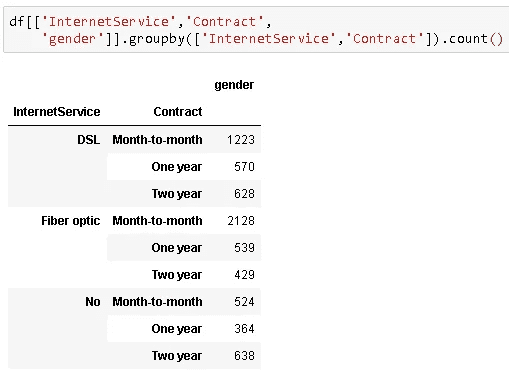 df[['InternetService','Contract',
'gender']].groupby(['InternetService','Contract']).count()
gender
InternetService Contract
DSL Month-to-month 1223
One year 570
Two year 628
Fiber optic Month-to-month 2128
One year 539
Two year 429
No Month-to-month 524
One year 364
Two year 638